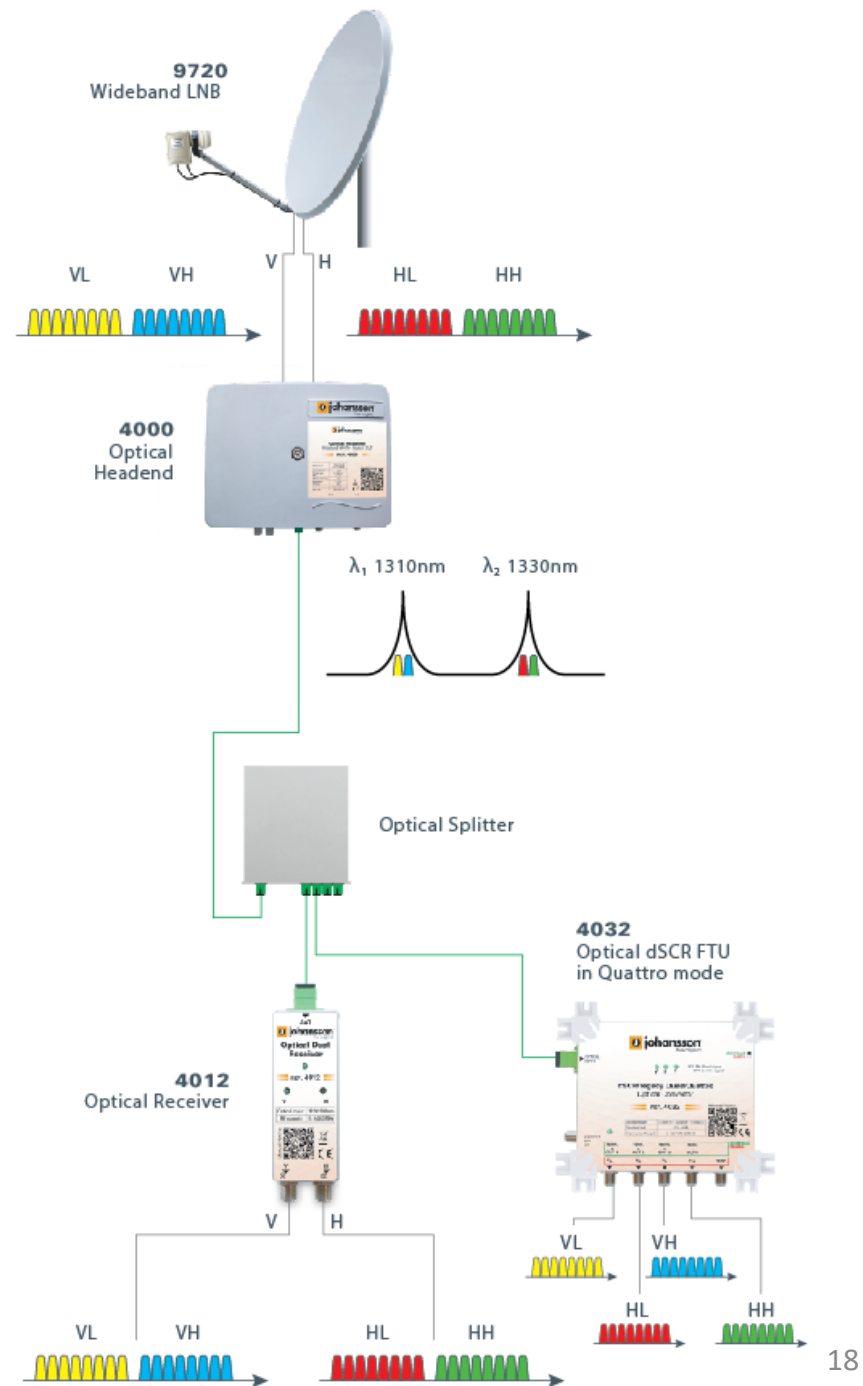 9720
Wideband LNB
V H
VL VH HL HH
johansson
4000
Optical
Headend
λ₁ 1310nm λ₂ 1330nm
Optical Splitter
4032
Optical dSCR FTU
in Quattro mode
johansson
Optical Dual
Receiver
ref. 4012
4012
Optical Receiver
johansson
V H
VL VH
HL HH
VL VH HL HH
18